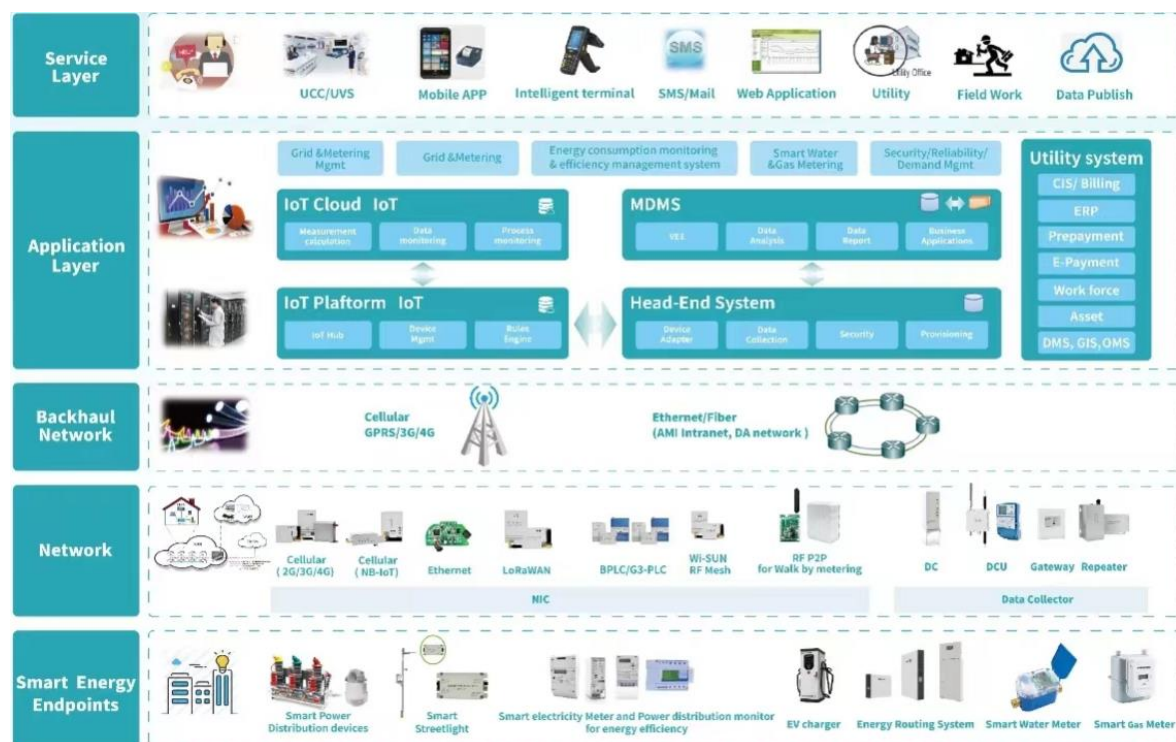 Service
Layer
UCC/UVS
Mobile APP
Intelligent terminal
SMS
SMS/Mail
Web Application
Utility Office
Utility
Field Work
Data Publish
Application
Layer
Grid &Metering
Mgmt
Grid &Metering
Energy consumption monitoring
& efficiency management system
Smart Water
&Gas Metering
Security/Reliability/
Demand Mgmt
IoT Cloud IoT
Measurement
calculation
Data
monitoring
Process
monitoring
MDMS
VEE
Data
Analysis
Data
Report
Business
Applications
IoT Plaftorm IoT
IoT Hub
Device
Mgmt
Rules
Engine
Head-End System
Device
Adapter
Data
Collection
Security
Provisioning
Utility system
CIS/ Billing
ERP
Prepayment
E-Payment
Work force
Asset
DMS, GIS,OMS
Backhaul
Network
Cellular
GPRS/3G/4G
Ethernet/Fiber
(AMI Intranet, DA network )
Network
Cellular
( 2G/3G/4G)
Cellular
( NB-IoT)
Ethernet
LoRaWAN
BPLC/G3-PLC
Wi-SUN
RF Mesh
RF P2P
for Walk by metering
DC
DCU
Gateway
Repeater
NIC
Data Collector
Smart Energy
Endpoints
Smart Power
Distribution devices
Smart
Streetlight
Smart electricity Meter and Power distribution monitor
for energy efficiency
EV charger
Energy Routing System
Smart Water Meter
Smart Gas Meter